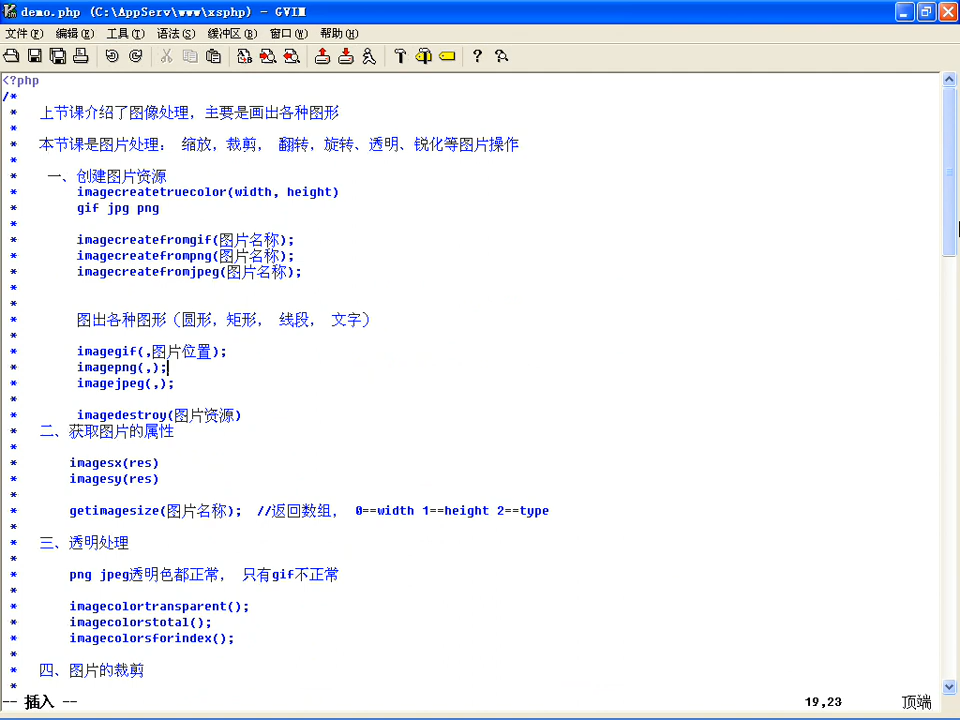 demo.php (C:\AppServ\www\xsphp) - GVIM
文件(F) 编辑(E) 工具(T) 语法(S) 缓冲区(B) 窗口(W) 帮助(H)
<?php
/*
* 上节课介绍了图像处理，主要是画出各种图形
*
* 本节课是图片处理： 缩放，裁剪， 翻转，旋转、透明、锐化等图片操作
*
* 一、创建图片资源
* imagecreatetruecolor(width, height)
* gif jpg png
*
* imagecreatefromgif(图片名称);
* imagecreatefrompng(图片名称);
* imagecreatefromjpeg(图片名称);
*
*
* 图出各种图形（圆形，矩形， 线段， 文字）
*
* imagegif(,图片位置);
* imagepng(,);
* imagejpeg(,);
*
* imagedestroy(图片资源)
* 二、获取图片的属性
*
* imagesx(res)
* imagesy(res)
*
* getimagesize(图片名称); //返回数组， 0==width 1==height 2==type
*
* 三、透明处理
*
* png jpeg透明色都正常， 只有gif不正常
*
* imagecolortransparent();
* imagecolorstotal();
* imagecolorsforindex();
*
* 四、图片的裁剪
*
-- 插入 -- 19,23 顶端